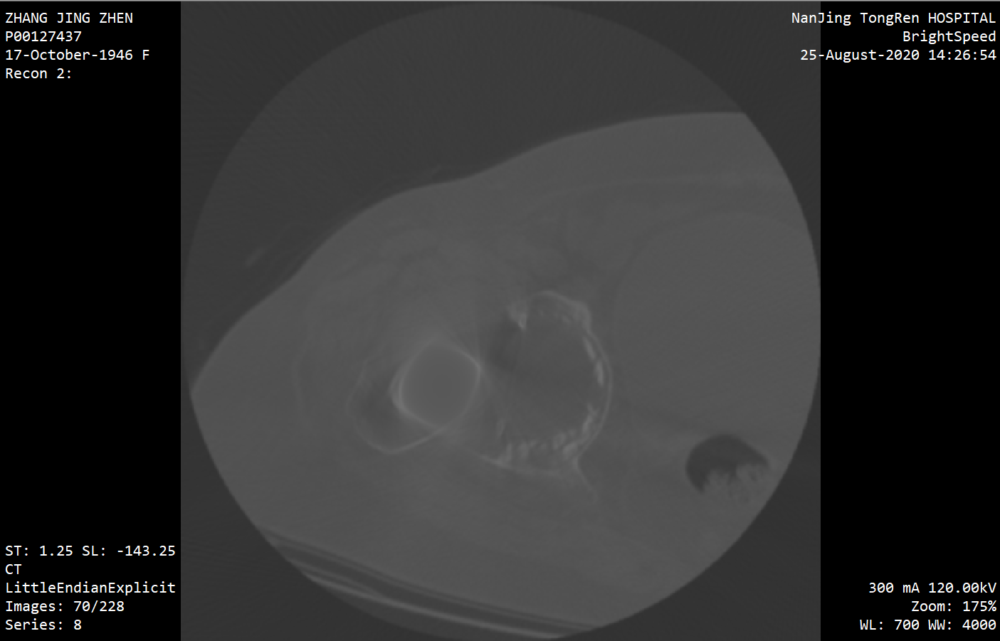 ZHANG JING ZHEN
P00127437
17-October-1946 F
Recon 2:
NanJing TongRen HOSPITAL
BrightSpeed
25-August-2020 14:26:54
ST: 1.25 SL: -143.25
CT
LittleEndianExplicit
Images: 70/228
Series: 8
300 mA 120.00kV
Zoom: 175%
WL: 700 WW: 4000